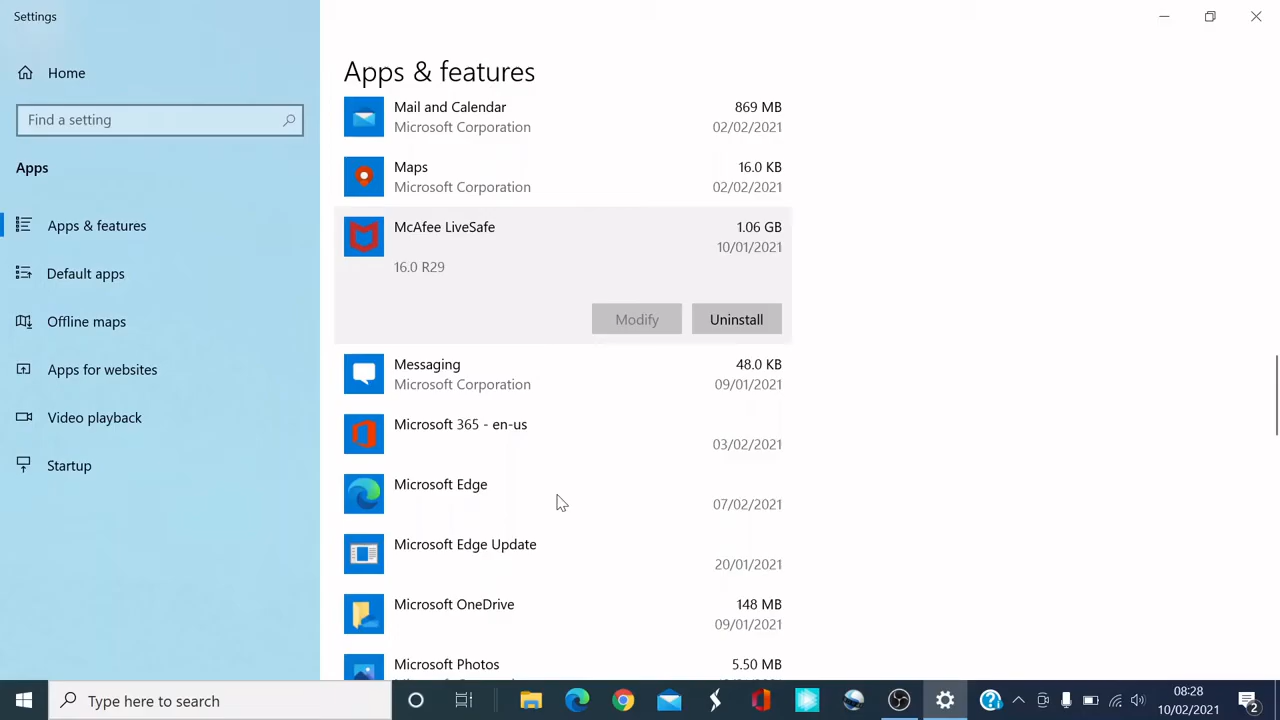 Settings
Home
Find a setting
Apps
Apps & features
Default apps
Offline maps
Apps for websites
Video playback
Startup
Apps & features
Mail and Calendar 869 MB
Microsoft Corporation 02/02/2021
Maps 16.0 KB
Microsoft Corporation 02/02/2021
McAfee LiveSafe 1.06 GB
10/01/2021
16.0 R29
Modify Uninstall
Messaging 48.0 KB
Microsoft Corporation 09/01/2021
Microsoft 365 - en-us
03/02/2021
Microsoft Edge
07/02/2021
Microsoft Edge Update
20/01/2021
Microsoft OneDrive 148 MB
09/01/2021
Microsoft Photos 5.50 MB
Type here to search
08:28
10/02/2021
2